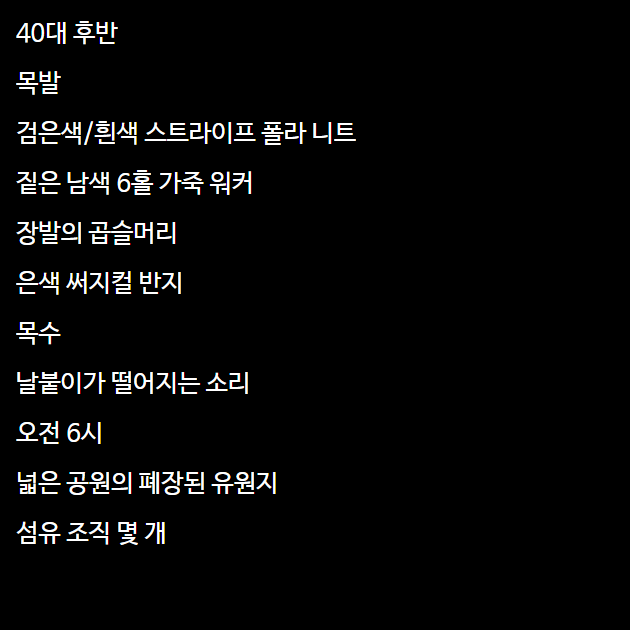 40대 후반
목발
검은색/흰색 스트라이프 폴라 니트
짙은 남색 6홀 가죽 워커
장발의 곱슬머리
은색 써지컬 반지
목수
날붙이가 떨어지는 소리
오전 6시
넓은 공원의 폐장된 유원지
섬유 조직 몇 개